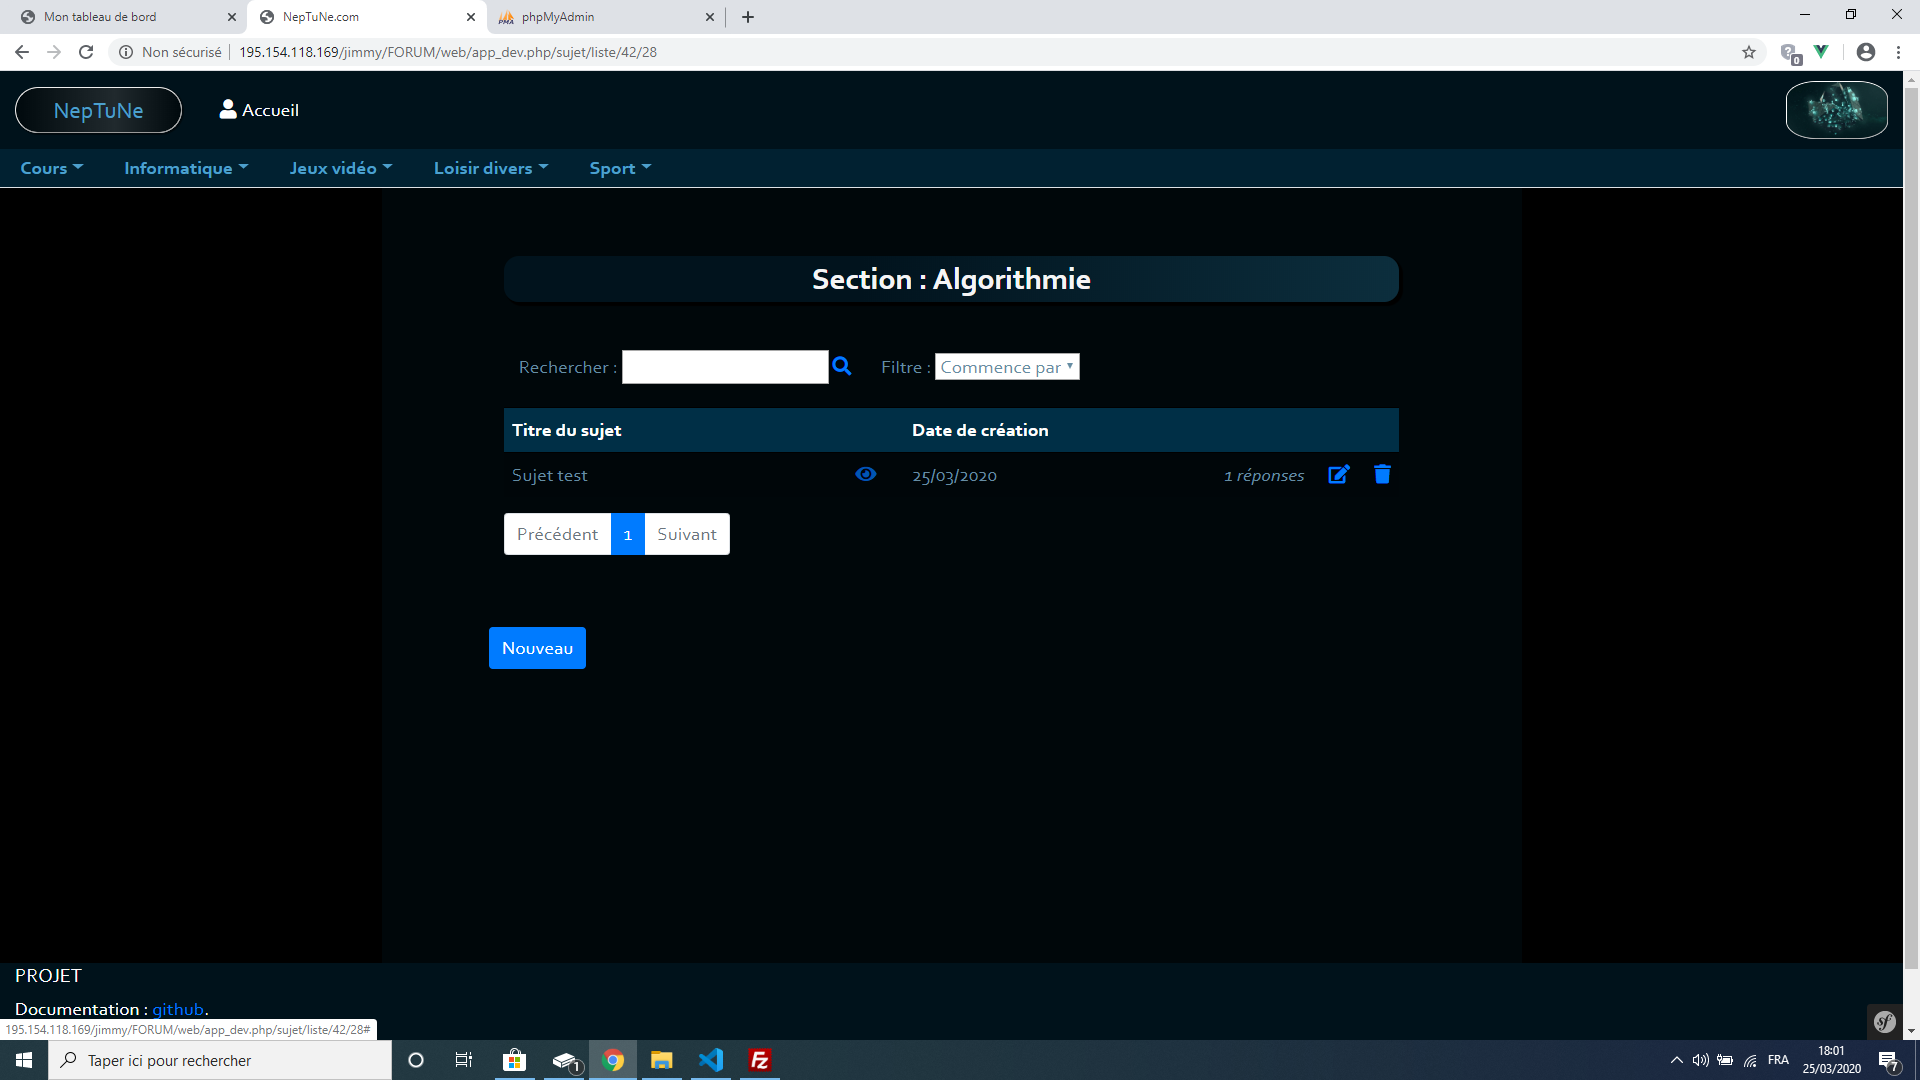 Mon tableau de bord
NepTuNe.com
phpMyAdmin
Non sécurisé
195.154.118.169/jimmy/FORUM/web/app_dev.php/sujet/liste/42/28
0
NepTuNe
Accueil
Cours
Informatique
Jeux vidéo
Loisir divers
Sport
Section : Algorithmie
Rechercher :
Filtre : Commence par
Titre du sujet
Date de création
Sujet test
25/03/2020
1 réponses
Précédent
1
Suivant
Nouveau
PROJET
Documentation : github.
195.154.118.169/jimmy/FORUM/web/app_dev.php/sujet/liste/42/28#
sf
Taper ici pour rechercher
1
Fz
FRA
18:01
25/03/2020
7